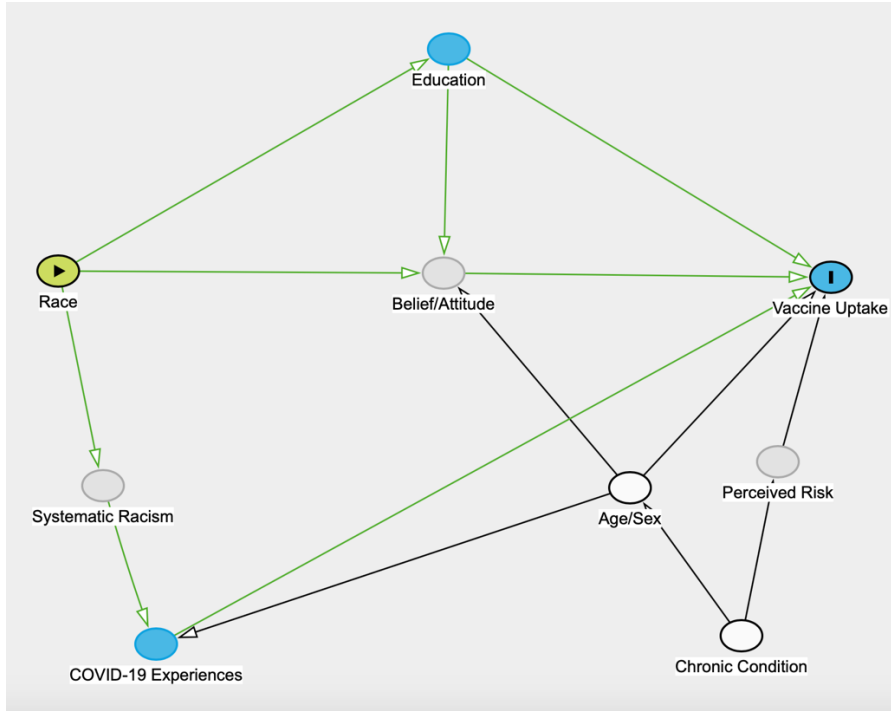 Education
Race
Belief/Attitude
Vaccine Uptake
Systematic Racism
Age/Sex
Perceived Risk
COVID-19 Experiences
Chronic Condition